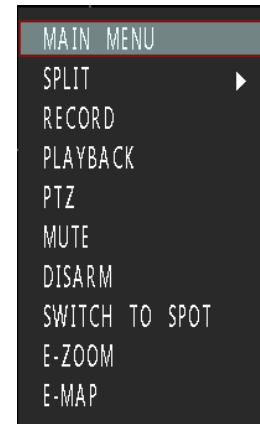 MAIN MENU
SPLIT
RECORD
PLAYBACK
PTZ
MUTE
DISARM
SWITCH TO SPOT
E-ZOOM
E-MAP